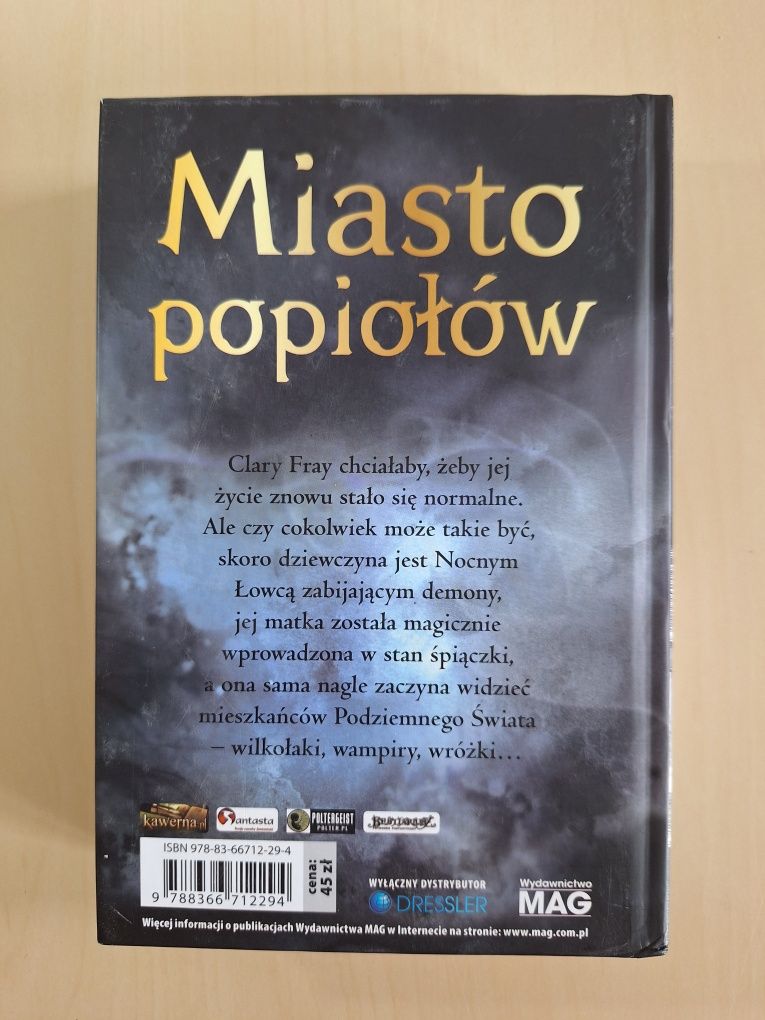 Miasto
popiołów
Clary Fray chciałaby, żeby jej
życie znowu stało się normalne.
Ale czy cokolwiek może takie być,
skoro dziewczyna jest Nocnym
Łowcą zabijającym demony,
jej matka została magicznie
wprowadzona w stan śpiączki,
a ona sama nagle zaczyna widzieć
mieszkańców Podziemnego Świata
– wilkołaki, wampiry, wróżki…
kawerna.pl
Fantasta
POLTERGEIST
POLTER.PL
ISBN 978-83-66712-29-4
9 788366 712294
cena:
45 zł
WYŁĄCZNY DYSTRYBUTOR
DRESSLER
Wydawnictwo
MAG
Więcej informacji o publikacjach Wydawnictwa MAG w Internecie na stronie: www.mag.com.pl